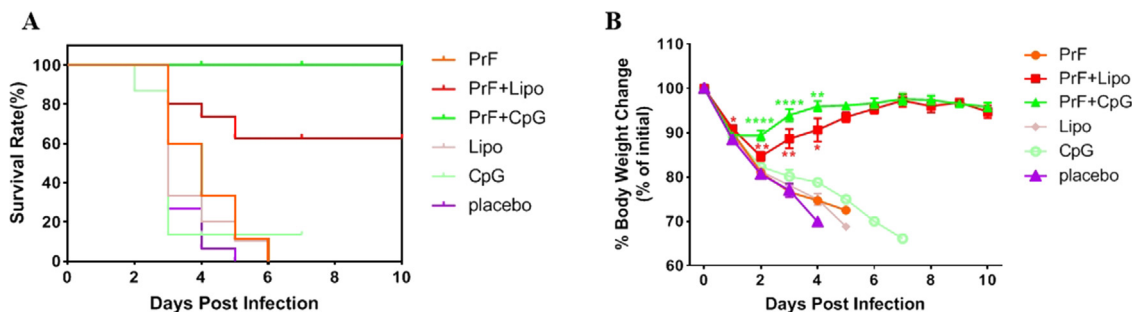 A
Survival Rate(%)
100
80
60
40
20
0
0 2 4 6 8 10
Days Post Infection
PrF
PrF+Lipo
PrF+CpG
Lipo
CpG
placebo
B
% Body Weight Change
(% of initial)
110
100
90
80
70
60
**** ** 
****
*
** 
** *
0 2 4 6 8 10
Days Post Infection
PrF
PrF+Lipo
PrF+CpG
Lipo
CpG
placebo